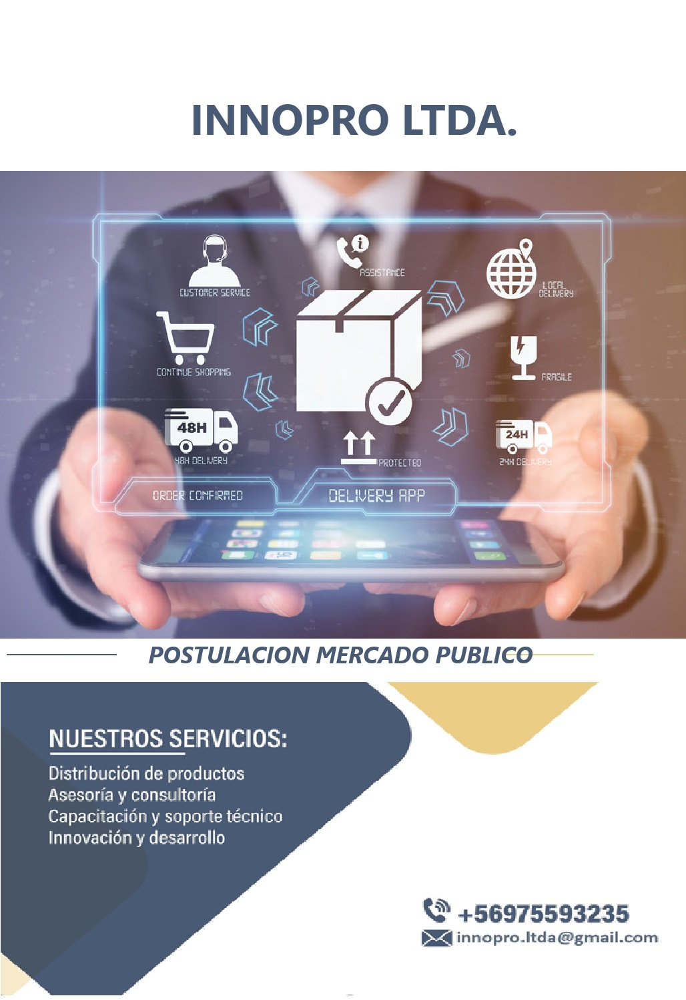 INNOPRO LTDA.
CUSTOMER SERVICE
ASSISTANCE
LOCAL
DELIVERY
CONTINUE SHOPPING
FRAGILE
48H
48H DELIVERY
PROTECTED
24H
24H DELIVERY
ORDER CONFIRMED
DELIVERY APP
POSTULACION MERCADO PUBLICO
NUESTROS SERVICIOS:
Distribución de productos
Asesoría y consultoría
Capacitación y soporte técnico
Innovación y desarrollo
+56975593235
innopro.ltda@gmail.com